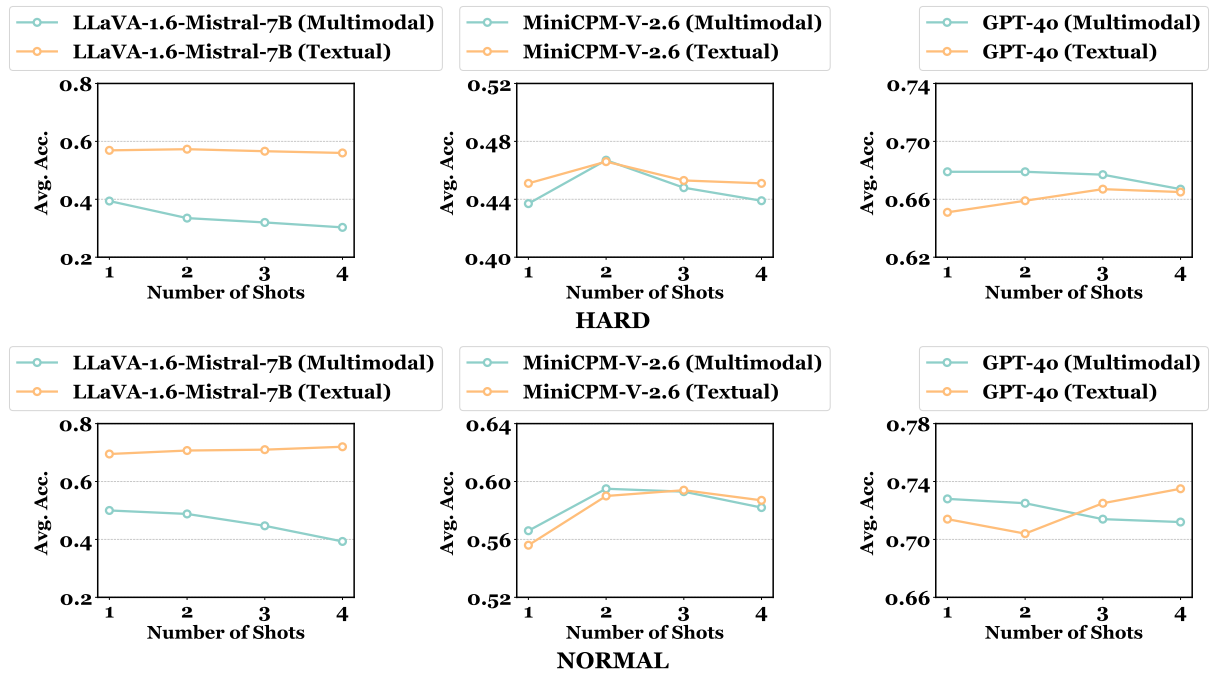 LLaVA-1.6-Mistral-7B (Multimodal)
LLaVA-1.6-Mistral-7B (Textual)
MiniCPM-V-2.6 (Multimodal)
MiniCPM-V-2.6 (Textual)
GPT-4o (Multimodal)
GPT-4o (Textual)
Avg. Acc.
0.8
0.6
0.4
0.2
1 2 3 4
Number of Shots
Avg. Acc.
0.52
0.48
0.44
0.40
1 2 3 4
Number of Shots
Avg. Acc.
0.74
0.70
0.66
0.62
1 2 3 4
Number of Shots
HARD
LLaVA-1.6-Mistral-7B (Multimodal)
LLaVA-1.6-Mistral-7B (Textual)
MiniCPM-V-2.6 (Multimodal)
MiniCPM-V-2.6 (Textual)
GPT-4o (Multimodal)
GPT-4o (Textual)
Avg. Acc.
0.8
0.6
0.4
0.2
1 2 3 4
Number of Shots
Avg. Acc.
0.64
0.60
0.56
0.52
1 2 3 4
Number of Shots
Avg. Acc.
0.78
0.74
0.70
0.66
1 2 3 4
Number of Shots
NORMAL